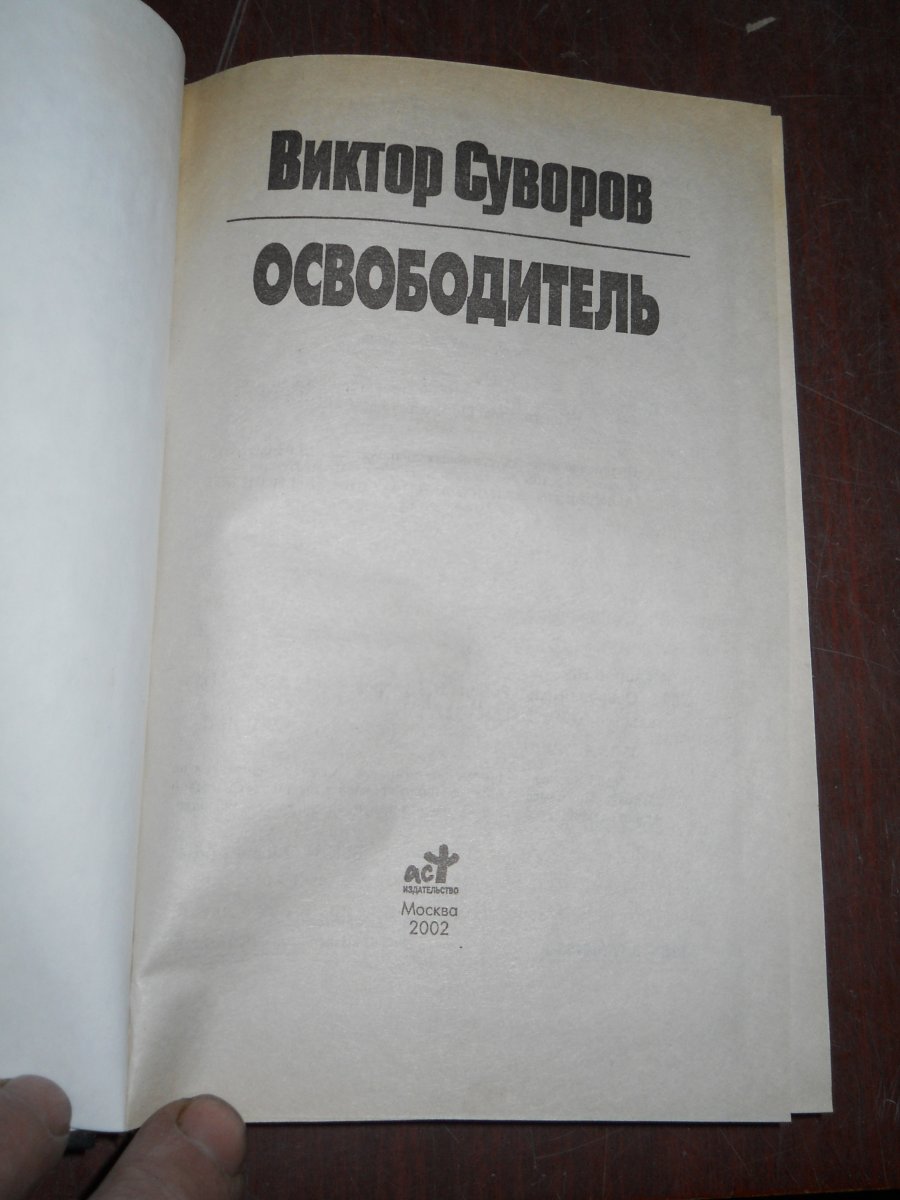 Виктор Суворов
ОСВОБОДИТЕЛЬ
аст
ИЗДАТЕЛЬСТВО
Москва
2002